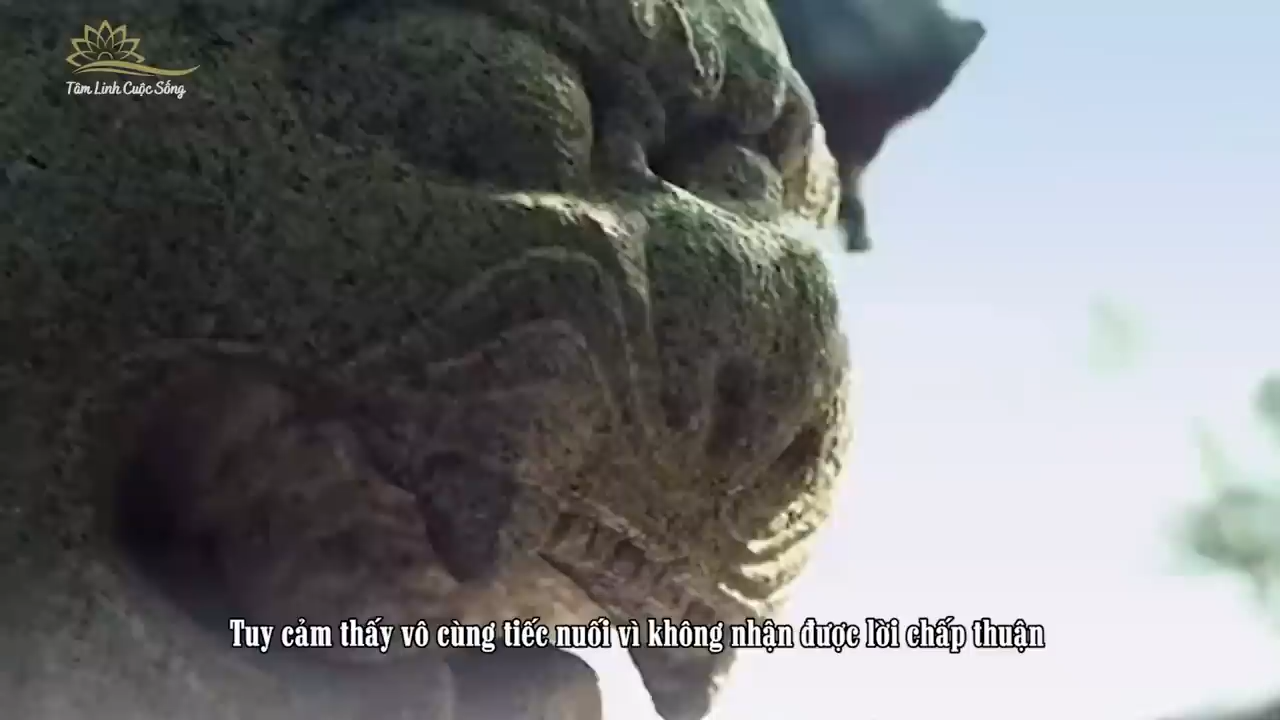 Tâm Linh Cuộc Sống
Tuy cảm thấy vô cùng tiếc nuối vì không nhận được lời chấp thuận